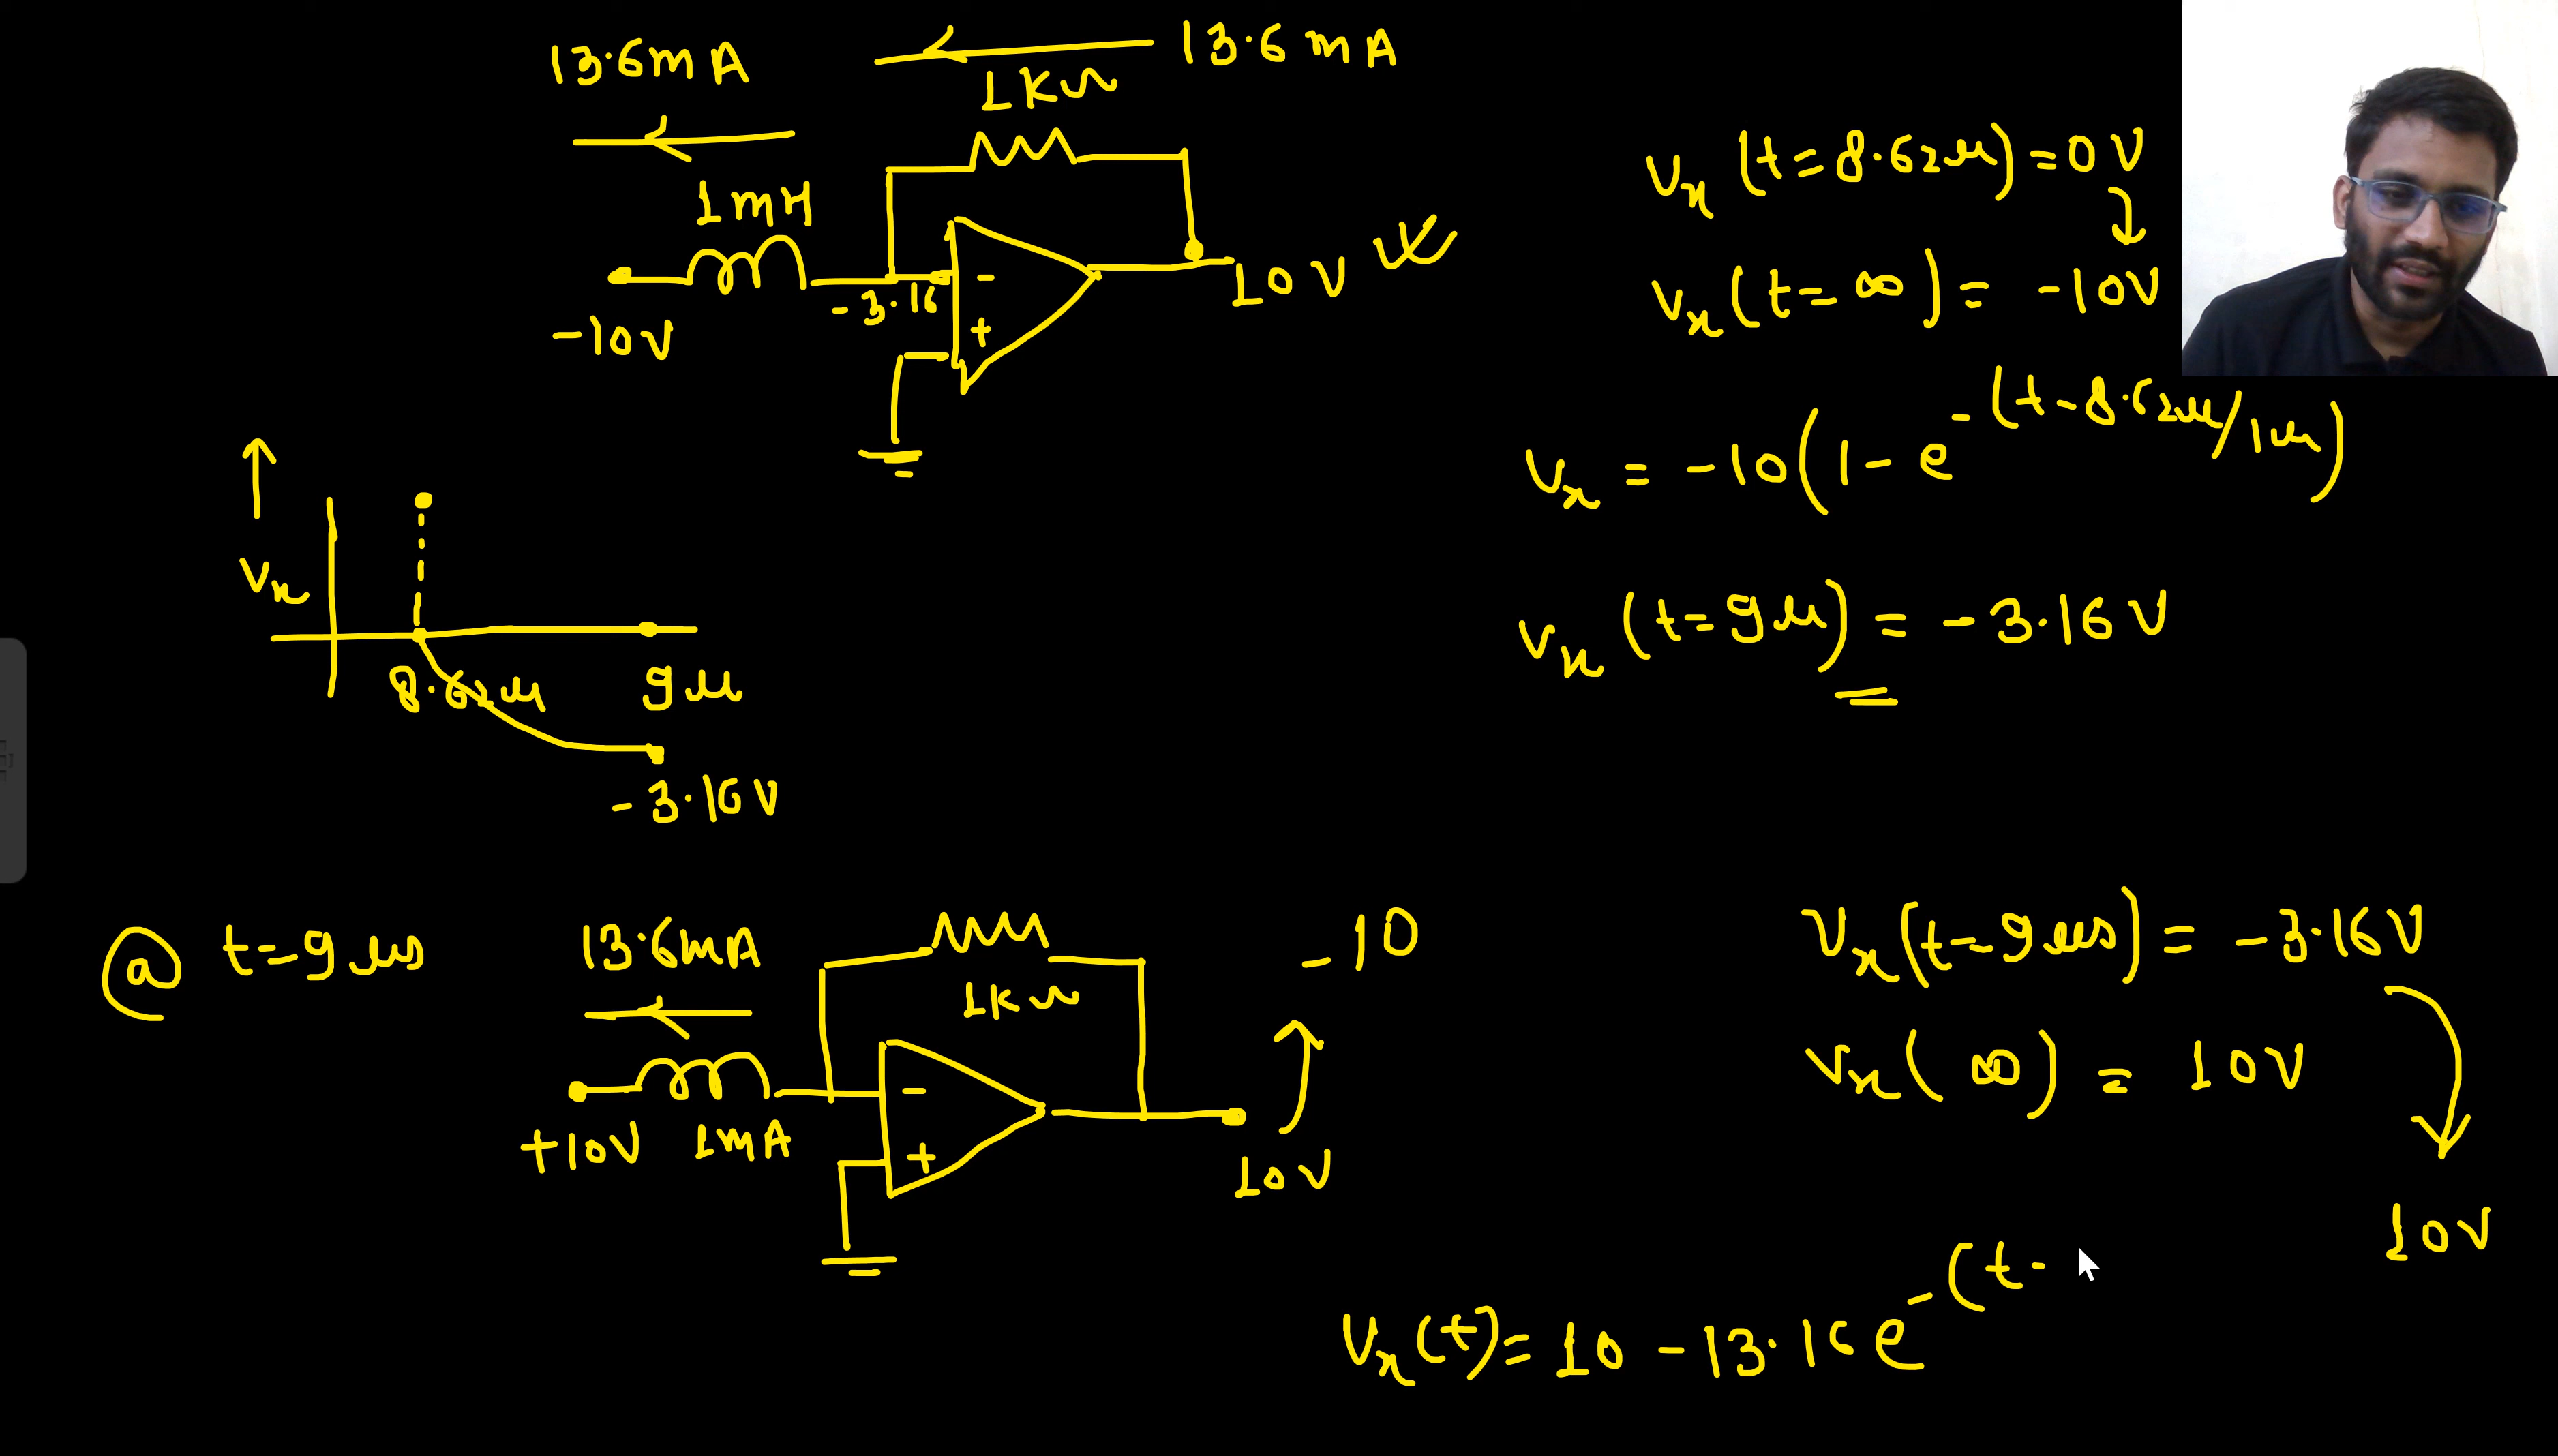 13.6mA
13.6mA
1KΩ
1mH
-10V
-3.16
-
+
10V
Vx (t=8.62μ) = 0V
Vx (t=∞) = -10V
Vx = -10(1-e^-(t-8.62μ/1μ))
Vx (t=9μ) = -3.16V
Vx
8.62μ
9μ
-3.16V
@ t=9μs
13.6mA
1KΩ
-10
+10V
1mA
-
+
10V
Vx(t=9μs) = -3.16V
Vx(∞) = 10V
10V
Vx(t) = 10 - 13.16 e^-(t-